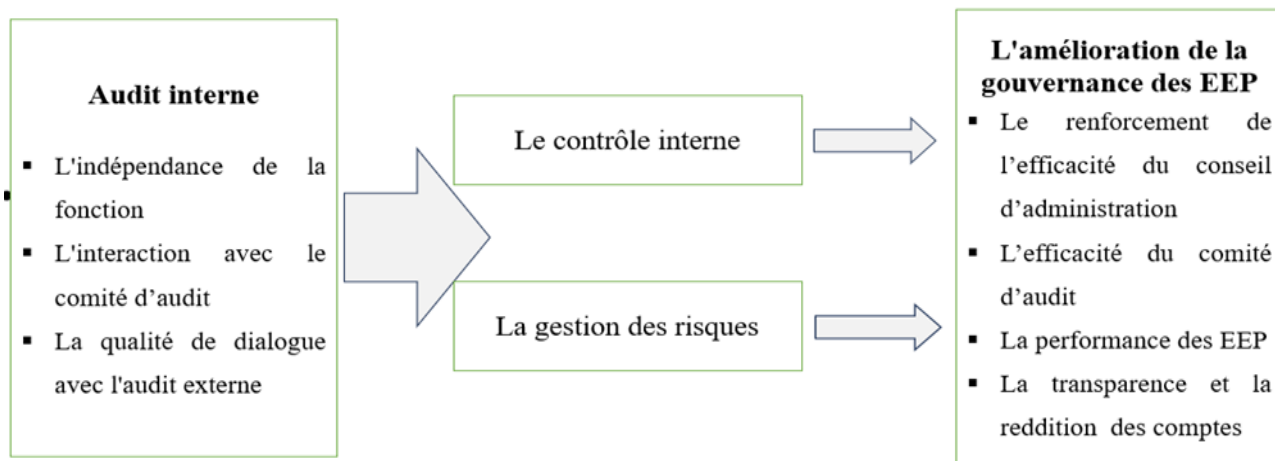 Audit interne
▪ L'indépendance de la
fonction
▪ L'interaction avec le
comité d’audit
▪ La qualité de dialogue
avec l'audit externe
Le contrôle interne
La gestion des risques
L'amélioration de la
gouvernance des EEP
▪ Le renforcement de
l’efficacité du conseil
d’administration
▪ L’efficacité du comité
d’audit
▪ La performance des EEP
▪ La transparence et la
reddition des comptes